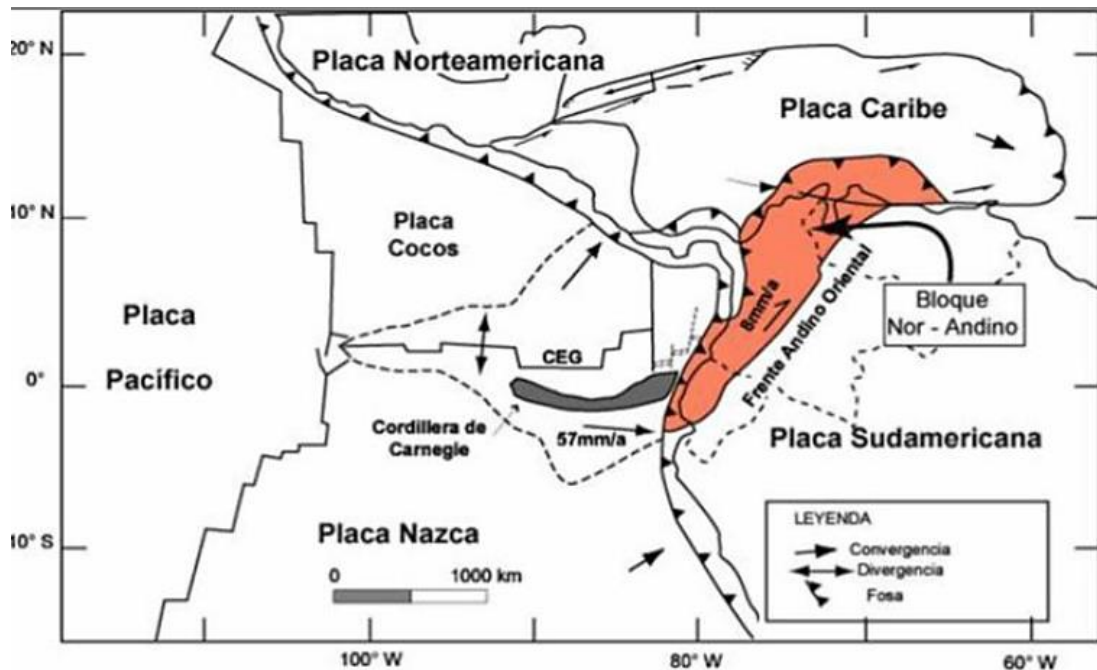 20° N
Placa Norteamericana
Placa Caribe
10° N
Placa
Cocos
Bloque
Nor - Andino
8mm/a
Frente Andino Oriental
Placa
Pacifico
CEG
0°
Cordillera de
Carnegie
57mm/a
Placa Sudamericana
10° S
Placa Nazca
0 1000 km
LEYENDA
Convergencia
Divergencia
Fosa
100° W
80° W
60° W